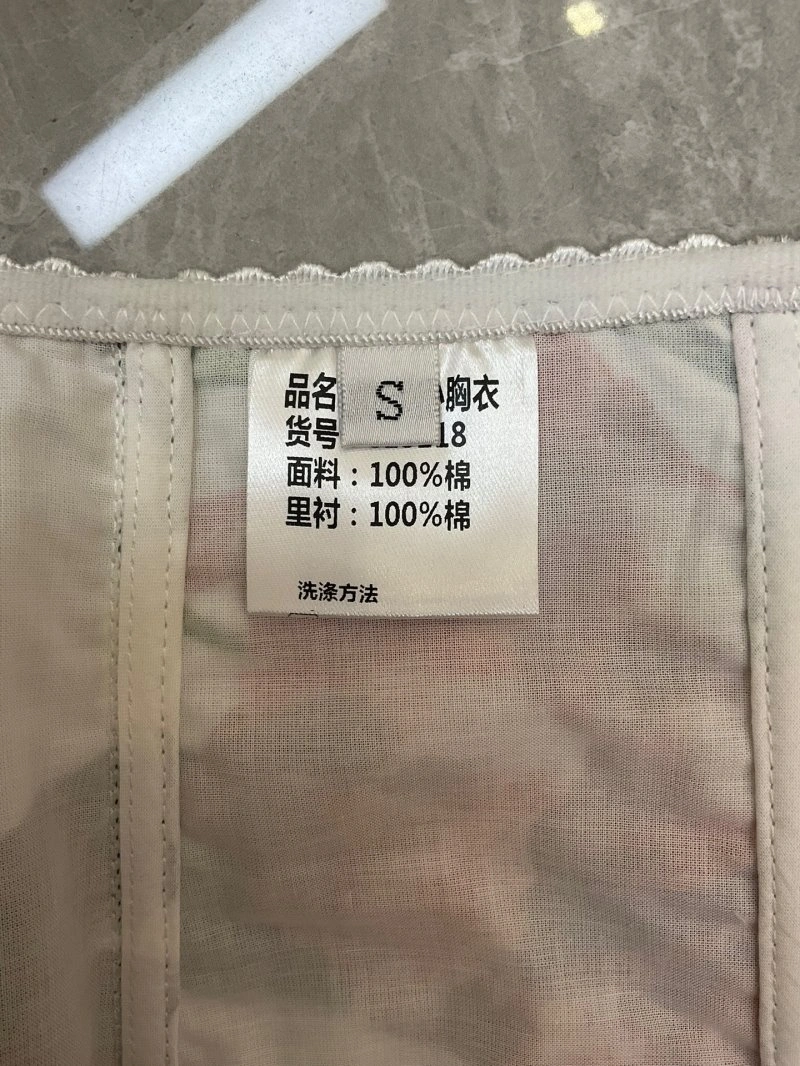 品名
S
胸衣
货号
18
面料：100%棉
里衬：100%棉
洗涤方法